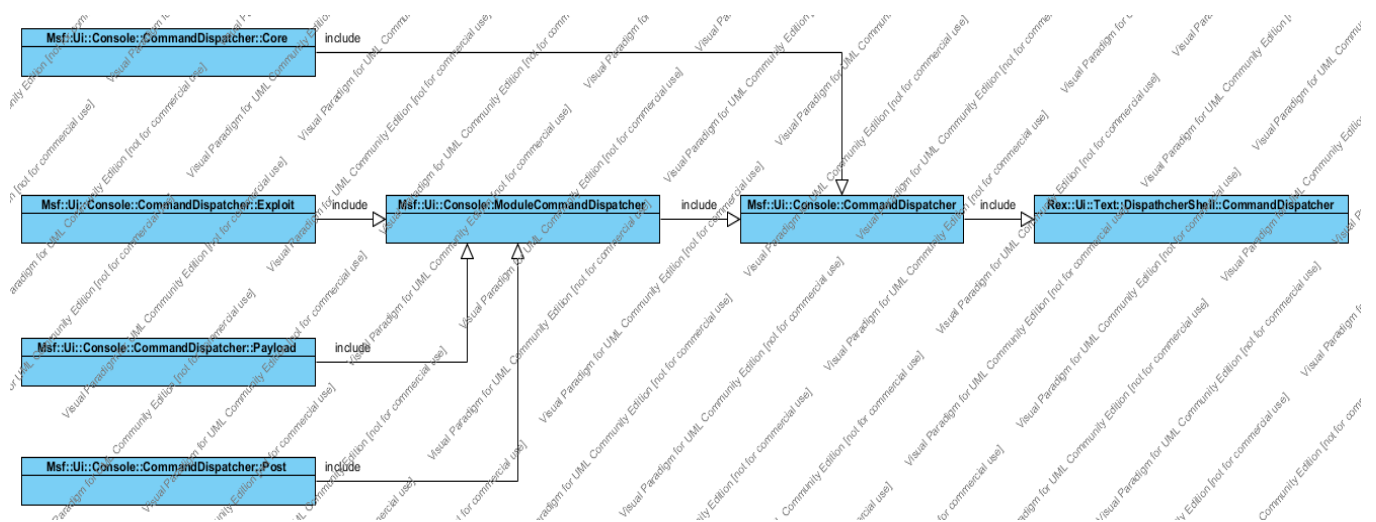 Msf::Ui::Console::CommandDispatcher::Core
include
Msf::Ui::Console::CommandDispatcher::Exploit
include
Msf::Ui::Console::ModuleCommandDispatcher
include
Msf::Ui::Console::CommandDispatcher
include
Rex::Ui::Text::DispathcherShell::CommandDispatcher
Msf::Ui::Console::CommandDispatcher::Payload
include
Msf::Ui::Console::CommandDispatcher::Post
include
Visual Paradigm for UML Community Edition [not for commercial use]